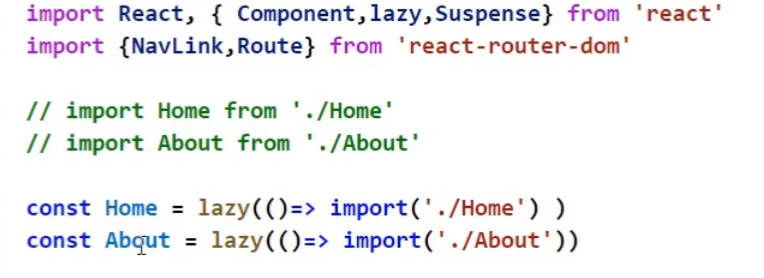 import React, { Component,lazy,Suspense} from 'react'
import {NavLink,Route} from 'react-router-dom'
// import Home from './Home'
// import About from './About'
const Home = lazy(()=> import('./Home') )
const About = lazy(()=> import('./About'))